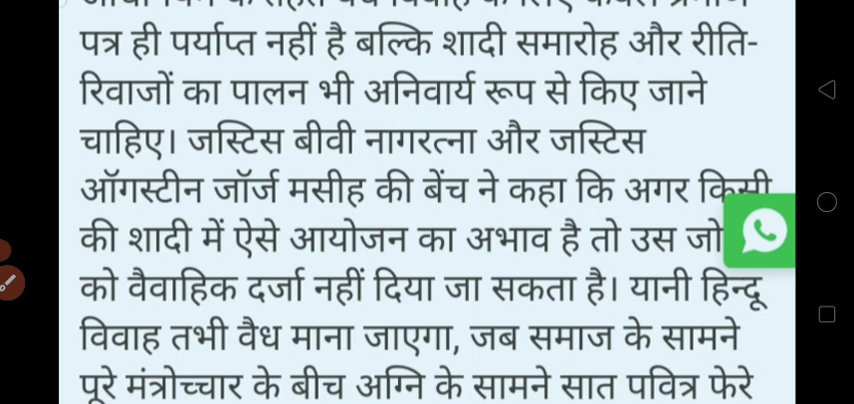 पत्र ही पर्याप्त नहीं है बल्कि शादी समारोह और रीति-
रिवाजों का पालन भी अनिवार्य रूप से किए जाने
चाहिए। जस्टिस बीवी नागरत्ना और जस्टिस
ऑगस्टीन जॉर्ज मसीह की बेंच ने कहा कि अगर किसी
की शादी में ऐसे आयोजन का अभाव है तो उस
को वैवाहिक दर्जा नहीं दिया जा सकता है। यानी हिन्दू
विवाह तभी वैध माना जाएगा, जब समाज के सामने
पूरे मंत्रोच्चार के बीच अग्नि के सामने सात पवित्र फेरे